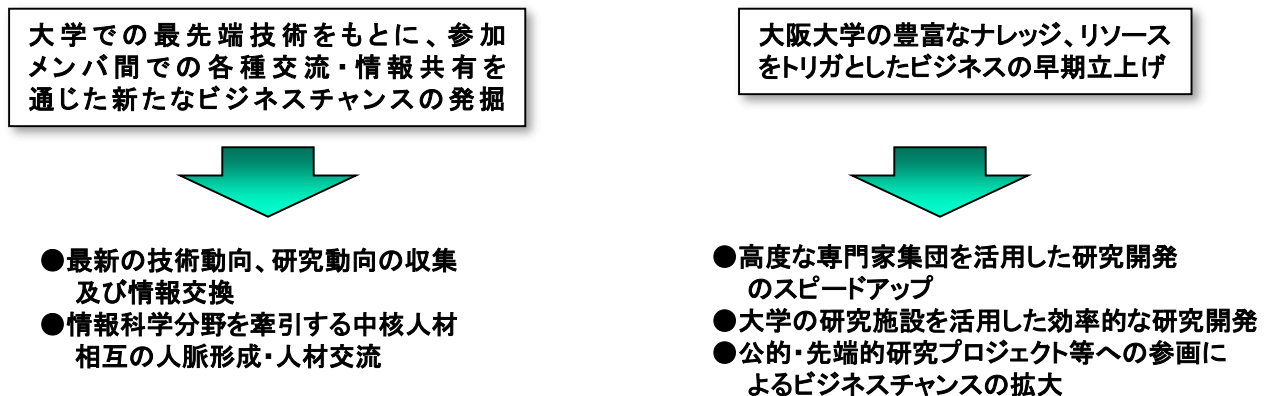 大学での最先端技術をもとに、参加
メンバ間での各種交流・情報共有を
通じた新たなビジネスチャンスの発掘
●最新の技術動向、研究動向の収集
及び情報交換
●情報科学分野を牽引する中核人材
相互の人脈形成・人材交流
大阪大学の豊富なナレッジ、リソース
をトリガとしたビジネスの早期立上げ
●高度な専門家集団を活用した研究開発
のスピードアップ
●大学の研究施設を活用した効率的な研究開発
●公的・先端的研究プロジェクト等への参画に
よるビジネスチャンスの拡大